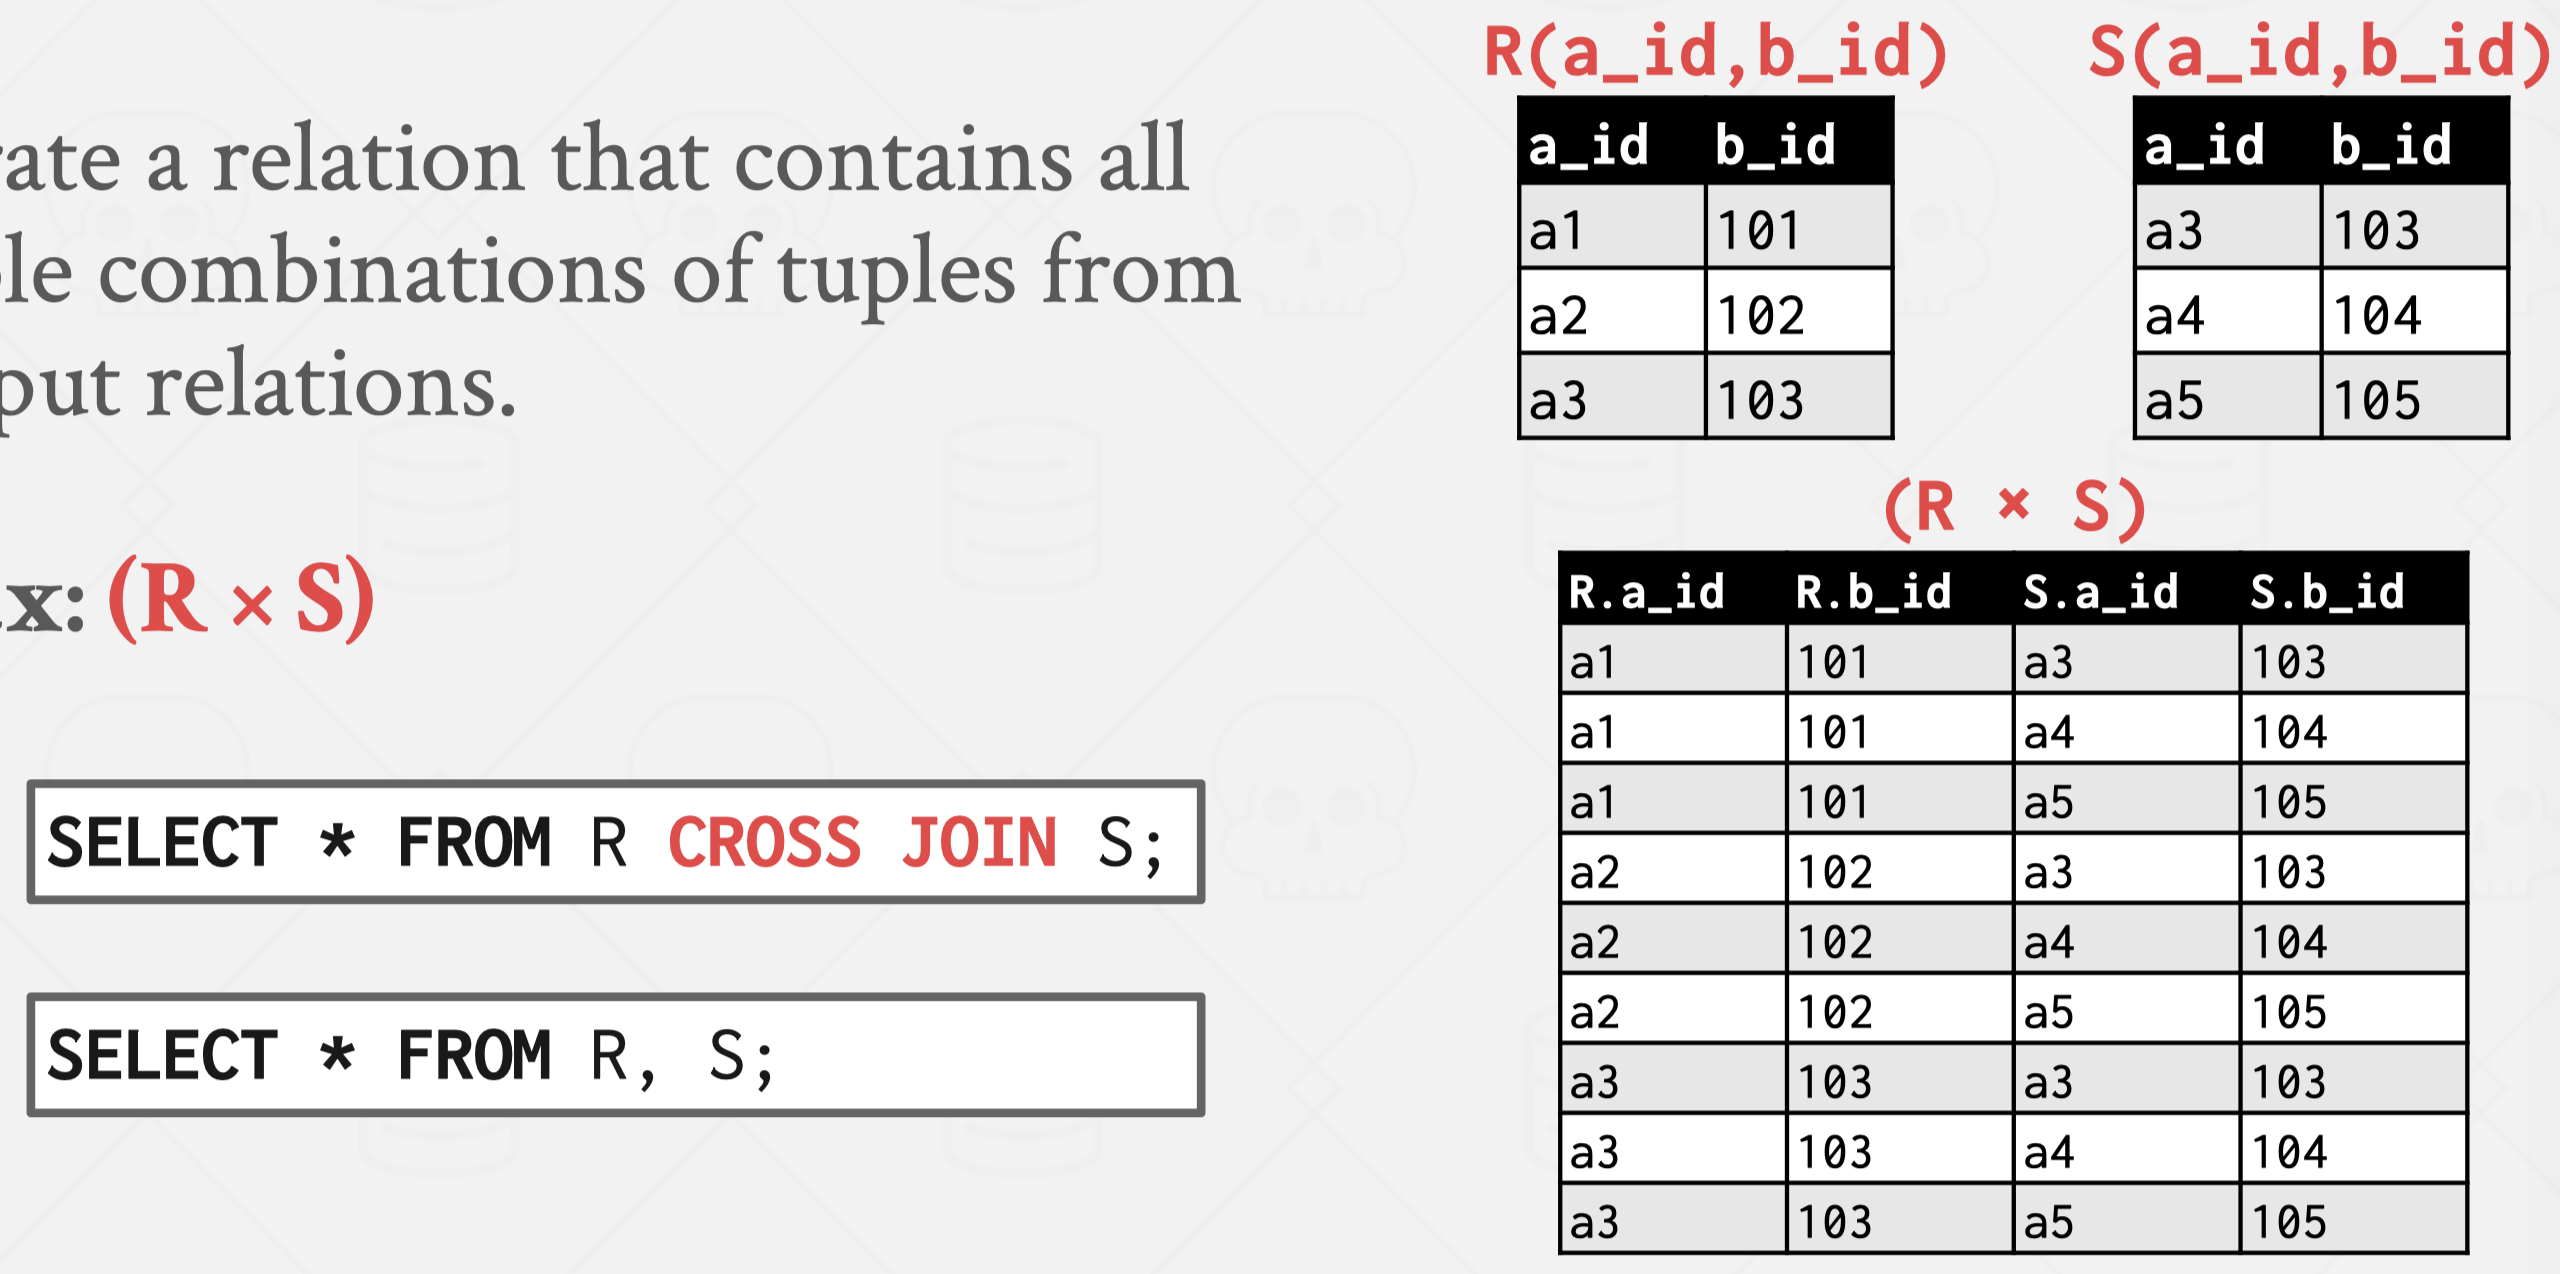 ate a relation that contains all
le combinations of tuples from
put relations.
x: (R × S)
SELECT * FROM R CROSS JOIN S;
SELECT * FROM R, S;
R(a_id,b_id)
a_id b_id
a1 101
a2 102
a3 103
S(a_id,b_id)
a_id b_id
a3 103
a4 104
a5 105
(R × S)
R.a_id R.b_id S.a_id S.b_id
a1 101 a3 103
a1 101 a4 104
a1 101 a5 105
a2 102 a3 103
a2 102 a4 104
a2 102 a5 105
a3 103 a3 103
a3 103 a4 104
a3 103 a5 105